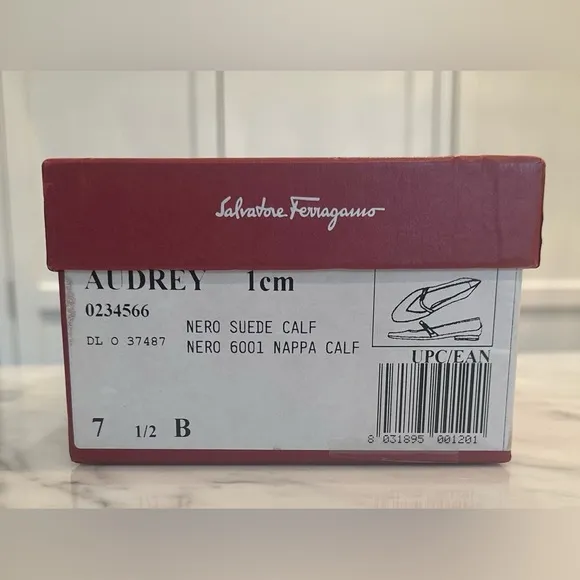 Salvatore Ferragamo
AUDREY 1cm
0234566
NERO SUEDE CALF
DL O 37487 NERO 6001 NAPPA CALF
UPC/EAN
7 1/2 B
8 031895 001201